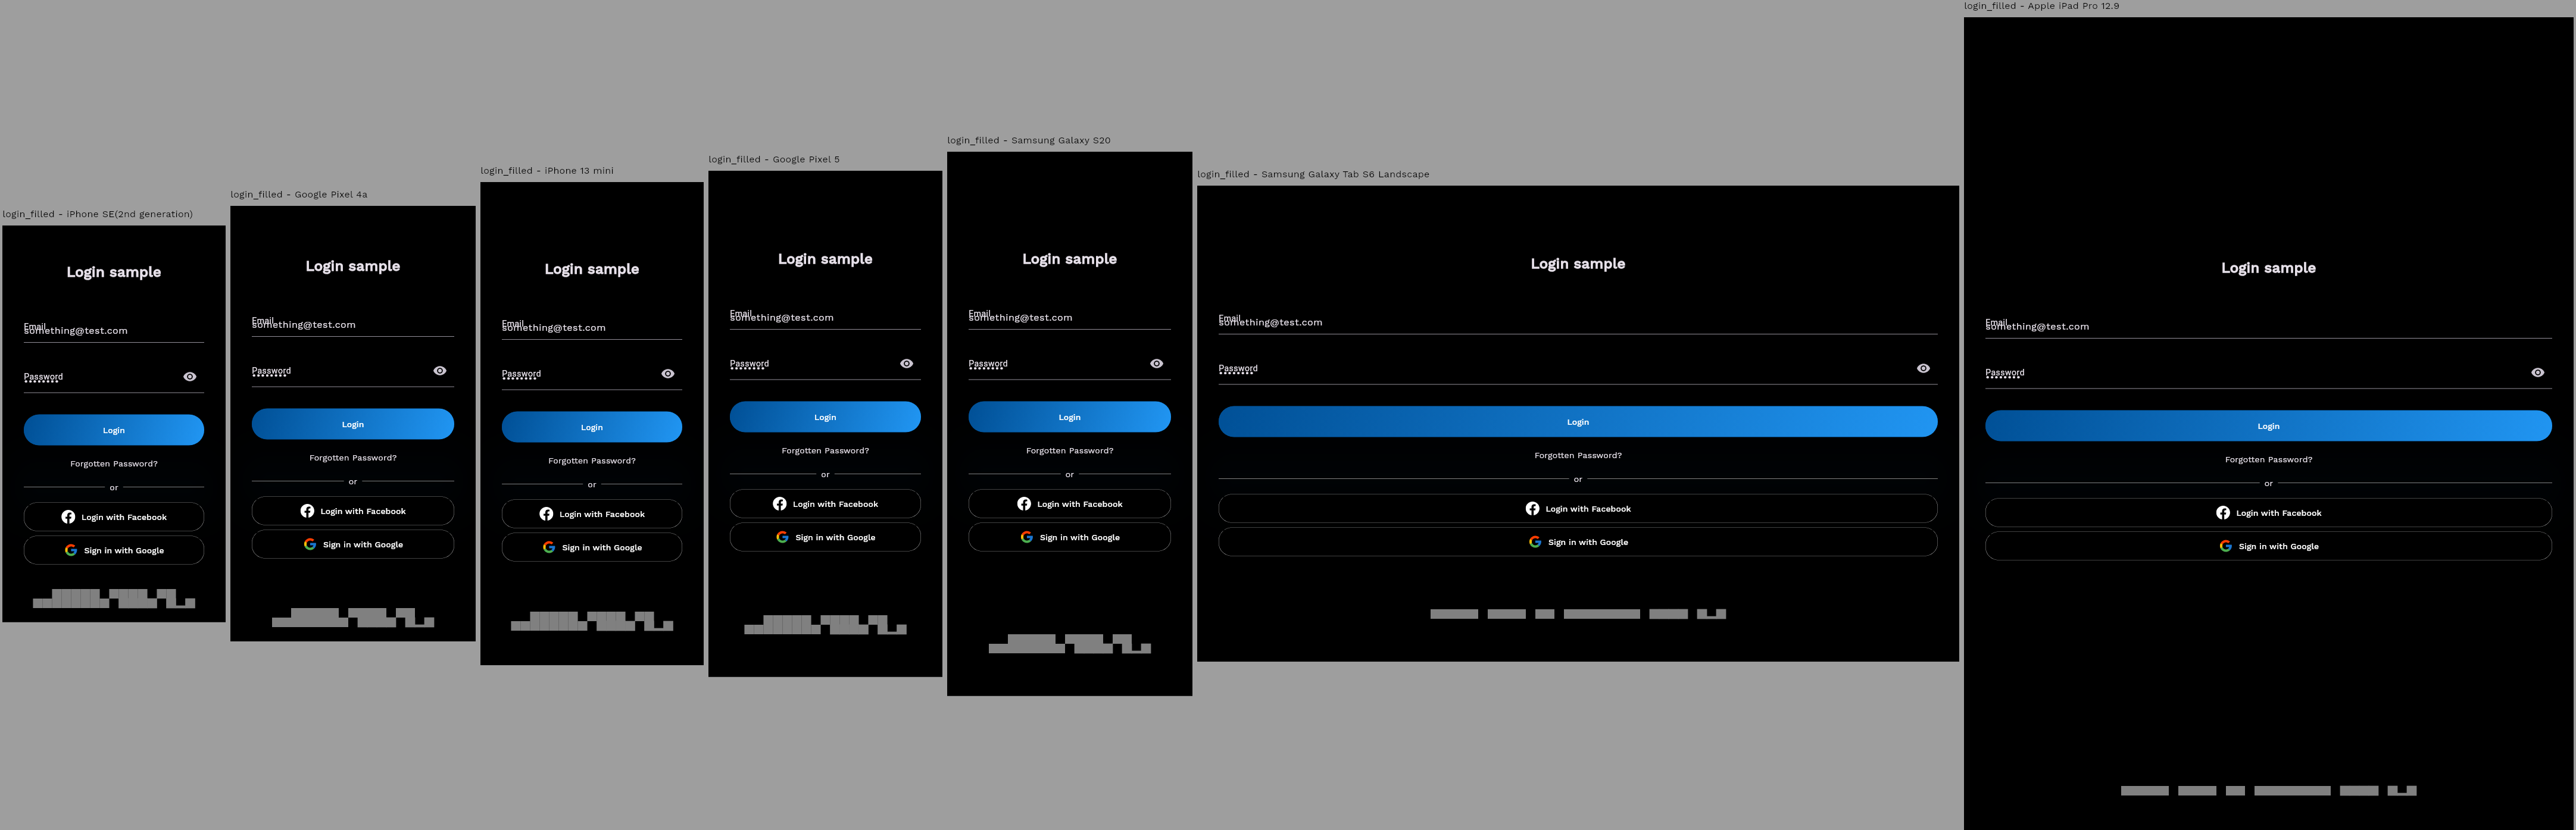 login_filled - iPhone SE(2nd generation)
Login sample
Email
something@test.com
Password
Login
Forgotten Password?
or
Login with Facebook
Sign in with Google
login_filled - Google Pixel 4a
Login sample
Email
something@test.com
Password
Login
Forgotten Password?
or
Login with Facebook
Sign in with Google
login_filled - iPhone 13 mini
Login sample
Email
something@test.com
Password
Login
Forgotten Password?
or
Login with Facebook
Sign in with Google
login_filled - Google Pixel 5
Login sample
Email
something@test.com
Password
Login
Forgotten Password?
or
Login with Facebook
Sign in with Google
login_filled - Samsung Galaxy S20
Login sample
Email
something@test.com
Password
Login
Forgotten Password?
or
Login with Facebook
Sign in with Google
login_filled - Samsung Galaxy Tab S6 Landscape
Login sample
Email
something@test.com
Password
Login
Forgotten Password?
or
Login with Facebook
Sign in with Google
login_filled - Apple iPad Pro 12.9
Login sample
Email
something@test.com
Password
Login
Forgotten Password?
or
Login with Facebook
Sign in with Google